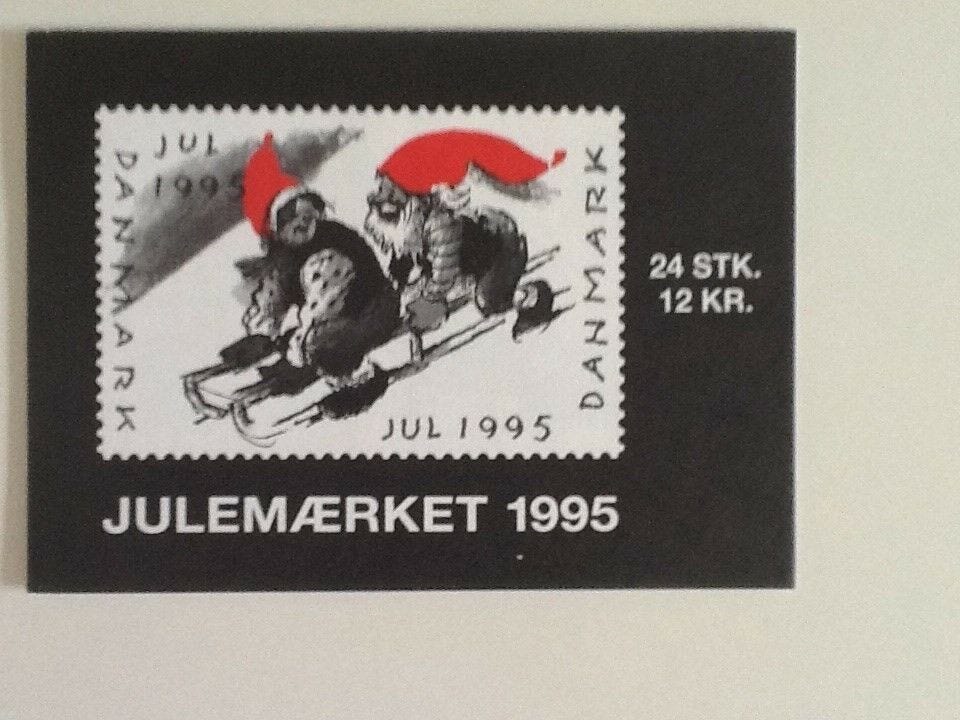 JUL
1995
DANMARK
DANMARK
JUL 1995
24 STK.
12 KR.
JULEMÆRKET 1995